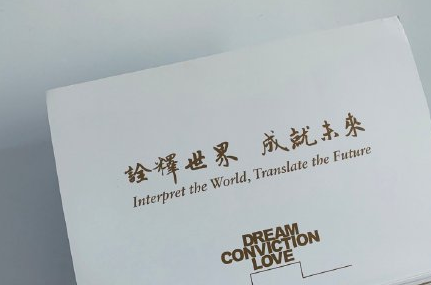 詮釋世界 成就未來
Interpret the World, Translate the Future
DREAM
CONVICTION
LOVE